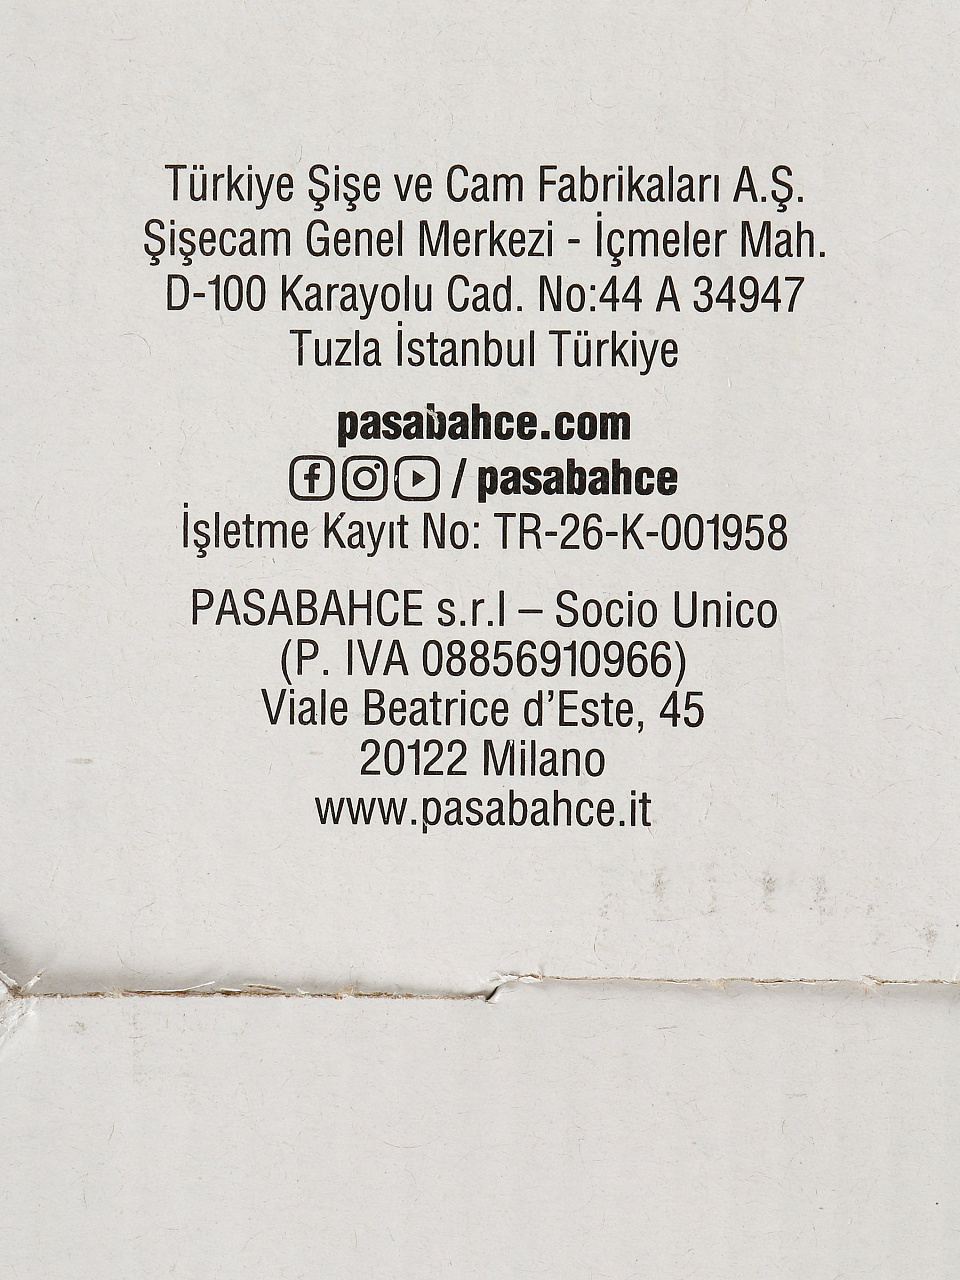 Türkiye Şişe ve Cam Fabrikaları A.Ş.
Şişecam Genel Merkezi - İçmeler Mah.
D-100 Karayolu Cad. No:44 A 34947
Tuzla İstanbul Türkiye
pasabahce.com
/ pasabahce
İşletme Kayıt No: TR-26-K-001958
PASABAHCE s.r.l – Socio Unico
(P. IVA 08856910966)
Viale Beatrice d’Este, 45
20122 Milano
www.pasabahce.it